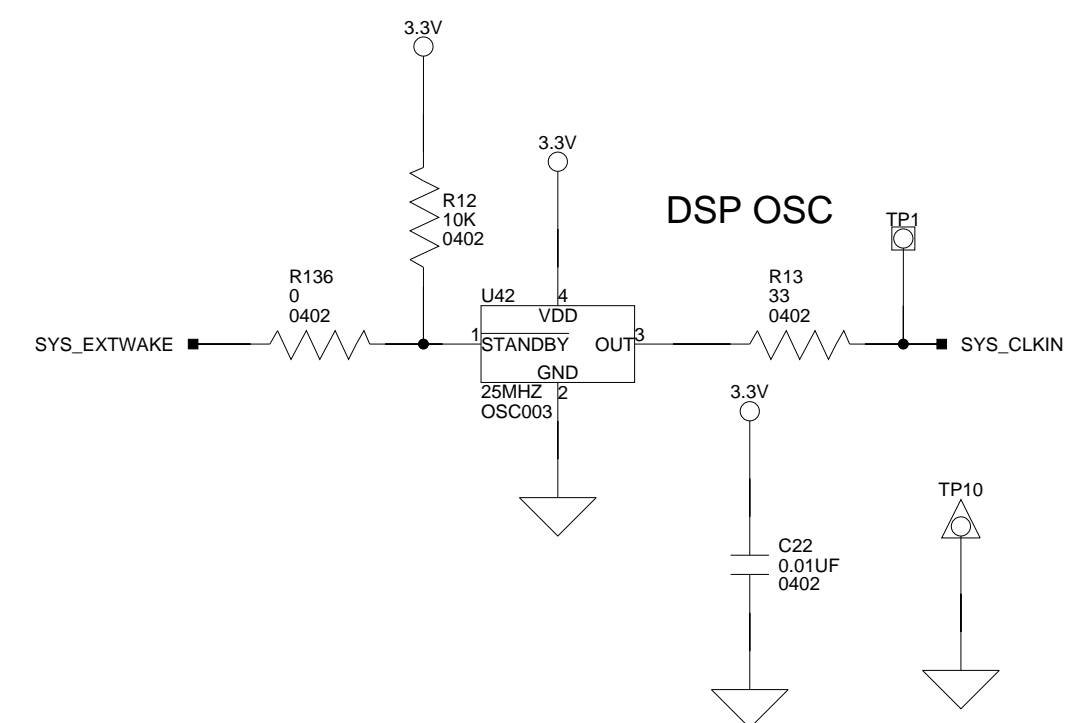 3.3V
3.3V
DSP OSC
R12
10K
0402
TP1
R136
0
0402
U42
4
VDD
R13
33
0402
SYS_EXTWAKE
1
STANDBY
OUT
3
SYS_CLKIN
GND
2
25MHZ
OSC003
3.3V
TP10
C22
0.01UF
0402